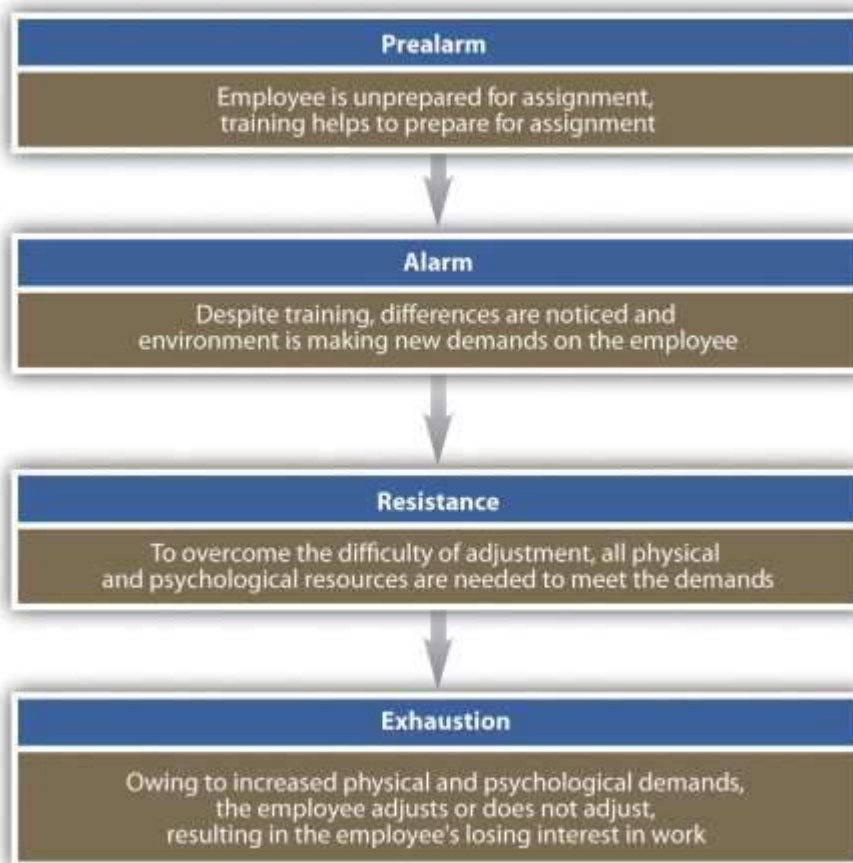 Prealarm
Employee is unprepared for assignment,
training helps to prepare for assignment
Alarm
Despite training, differences are noticed and
environment is making new demands on the employee
Resistance
To overcome the difficulty of adjustment, all physical
and psychological resources are needed to meet the demands
Exhaustion
Owing to increased physical and psychological demands,
the employee adjusts or does not adjust,
resulting in the employee's losing interest in work